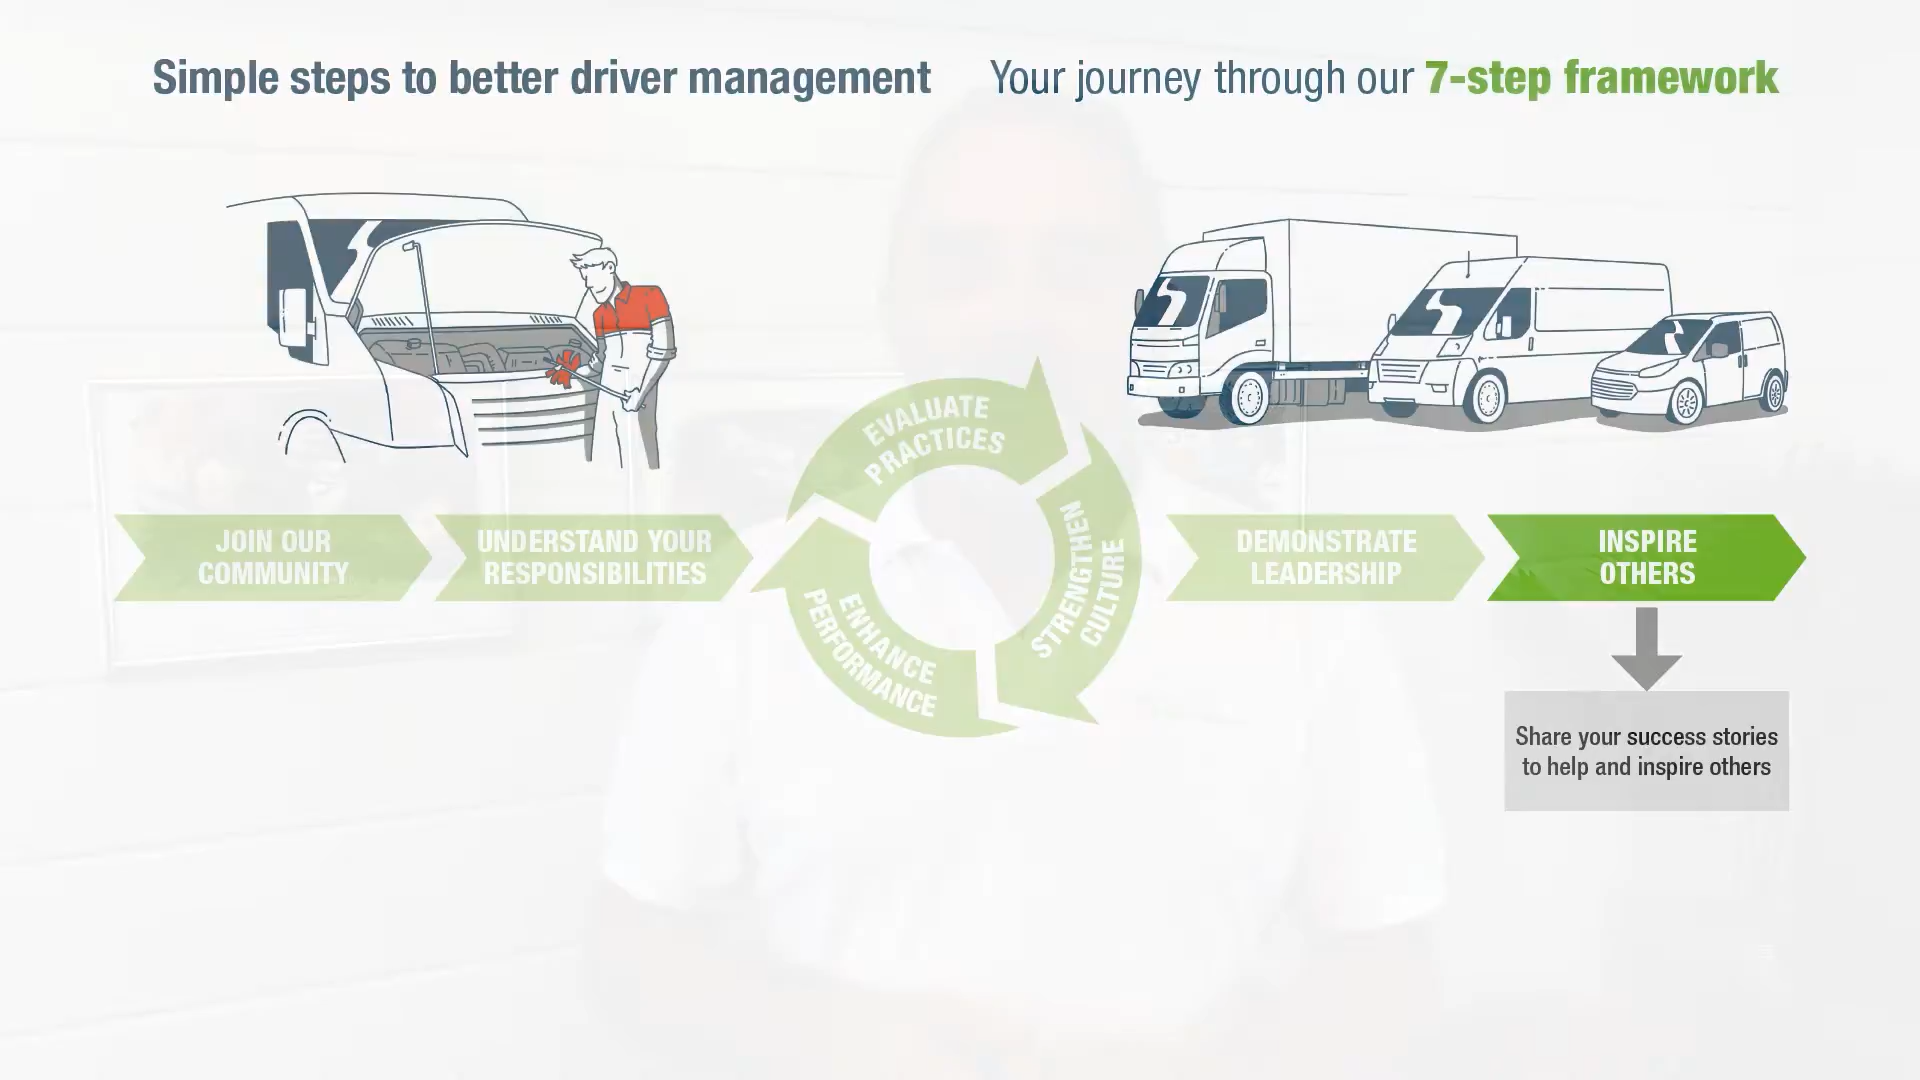 Simple steps to better driver management
Your journey through our 7-step framework
JOIN OUR
COMMUNITY
UNDERSTAND YOUR
RESPONSIBILITIES
EVALUATE
PRACTICES
STRENGTHEN
CULTURE
ENHANCE
PERFORMANCE
DEMONSTRATE
LEADERSHIP
INSPIRE
OTHERS
Share your success stories
to help and inspire others